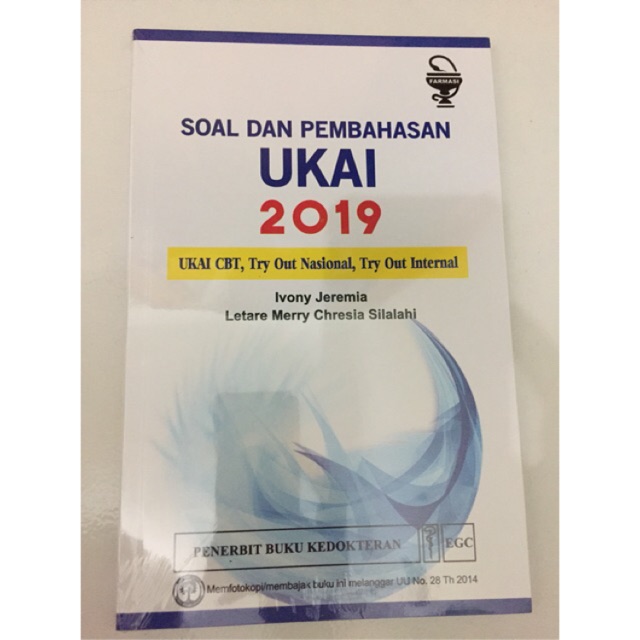 FARMASI
SOAL DAN PEMBAHASAN
UKAI
2019
UKAI CBT, Try Out Nasional, Try Out Internal
Ivony Jeremia
Letare Merry Chresia Silalahi
PENERBIT BUKU KEDOKTERAN EGC
Memfotokopi/membajak buku ini melanggar UU No. 28 Th 2014